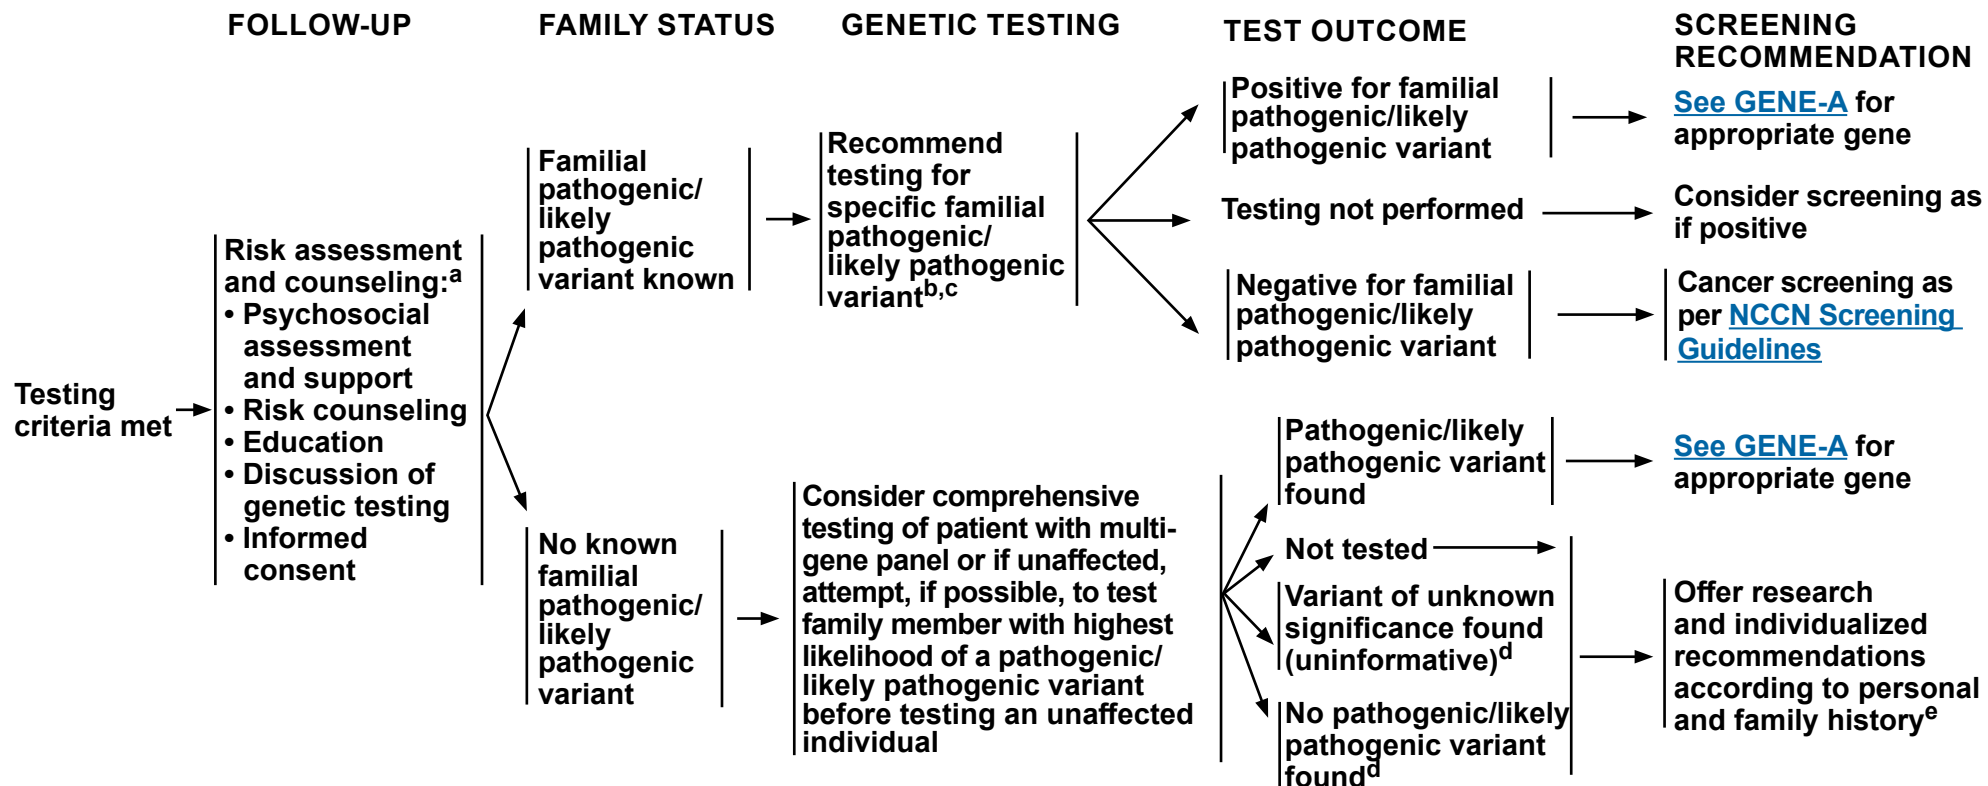 FOLLOW-UP
FAMILY STATUS
GENETIC TESTING
TEST OUTCOME
SCREENING
RECOMMENDATION
Testing
criteria met
Risk assessment
and counseling:a
• Psychosocial
assessment
and support
• Risk counseling
• Education
• Discussion of
genetic testing
• Informed
consent
Familial
pathogenic/
likely
pathogenic
variant known
Recommend
testing for
specific familial
pathogenic/
likely pathogenic
variantb,c
Positive for familial
pathogenic/likely
pathogenic variant
See GENE-A for
appropriate gene
Testing not performed
Consider screening as
if positive
Negative for familial
pathogenic/likely
pathogenic variant
Cancer screening as
per NCCN Screening
Guidelines
No known
familial
pathogenic/
likely
pathogenic
variant
Consider comprehensive
testing of patient with multi-
gene panel or if unaffected,
attempt, if possible, to test
family member with highest
likelihood of a pathogenic/
likely pathogenic variant
before testing an unaffected
individual
Pathogenic/likely
pathogenic variant
found
See GENE-A for
appropriate gene
Not tested
Variant of unknown
significance found
(uninformative)d
No pathogenic/likely
pathogenic variant
foundd
Offer research
and individualized
recommendations
according to personal
and family historye